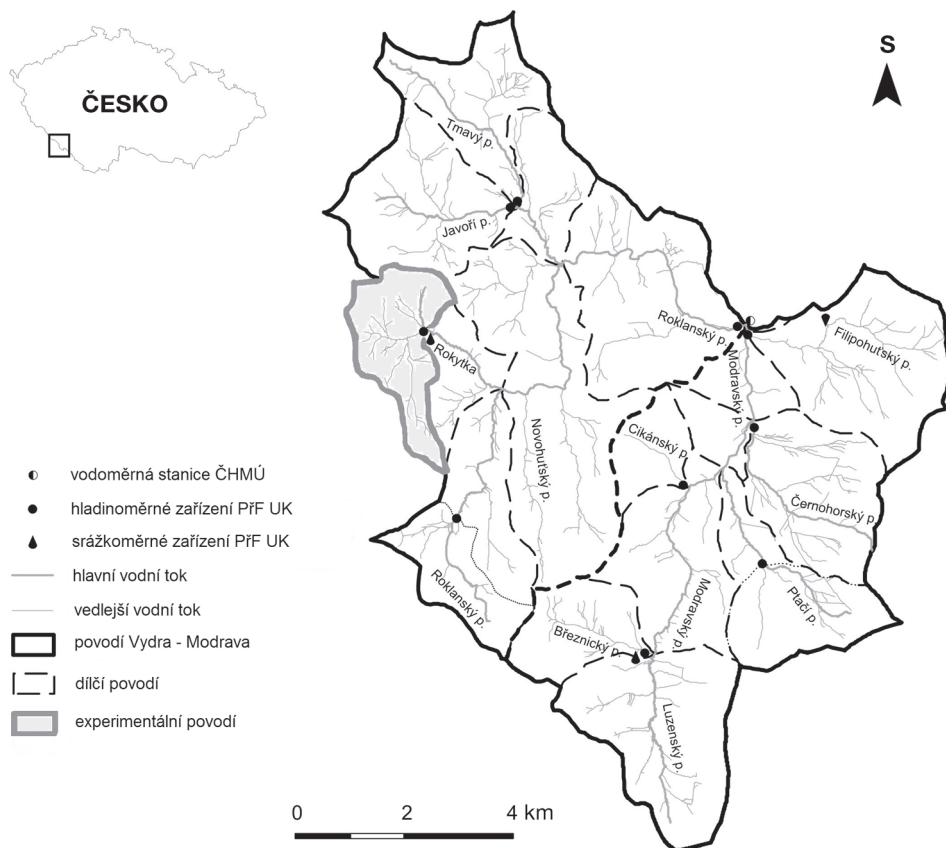 ČESKO
S
Tmavý p.
Javoří p.
Rokytka
Roklanský p.
Filipohuťský p.
Modravský p.
Novohuťský p.
Cikánský p.
Černohorský p.
Ptačí p.
Roklanský p.
Modravský p.
Březnický p.
Luzenský p.
vodoměrná stanice ČHMÚ
hladinoměrné zařízení PřF UK
srážkoměrné zařízení PřF UK
hlavní vodní tok
vedlejší vodní tok
povodí Vydra - Modrava
dílčí povodí
experimentální povodí
0 2 4 km